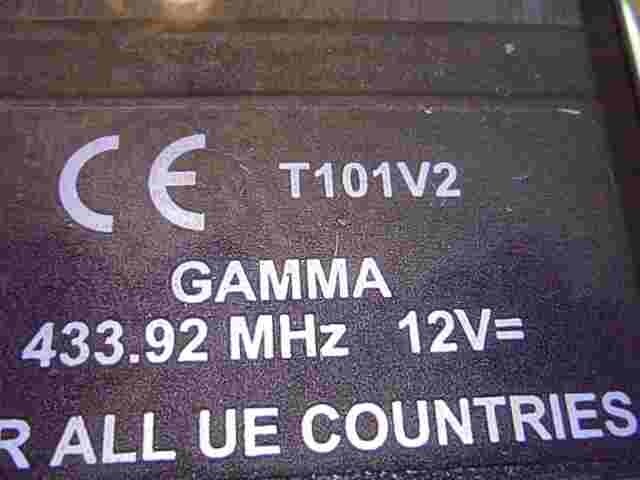 CE T101V2
GAMMA
433.92 MHz 12V=
R ALL UE COUNTRIES